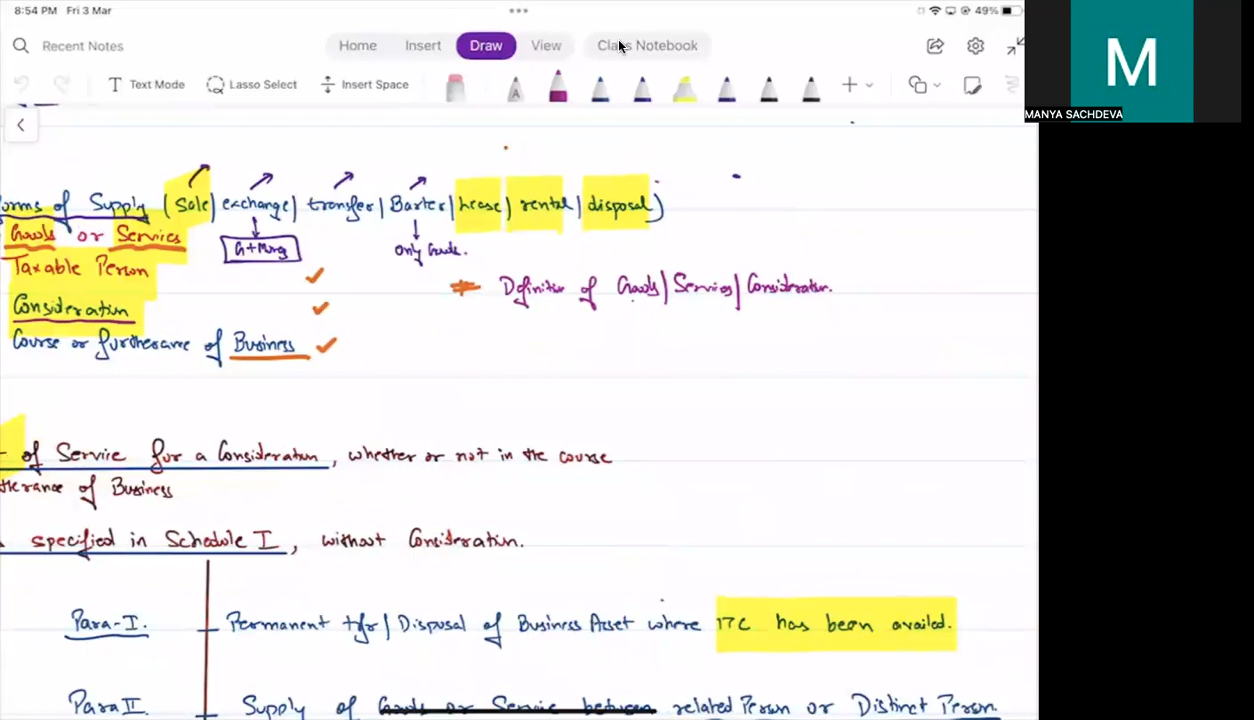 8:54 PM Fri 3 Mar
49%
Recent Notes
Home Insert Draw View Class Notebook
Text Mode Lasso Select Insert Space
A
M
MANYA SACHDEVA
orms of Supply (Sale| exchange| transfer| Barter| Lease| rental| disposal)
Goods or Services
G+Money
only Goods.
Taxable Person
Definition of Goods| Services| Consideration.
Consideration
Course or furtherance of Business
of Service for a Consideration, whether or not in the course
therance of Business
specified in Schedule I, without Consideration.
Para-I. Permanent tfr| Disposal of Business Asset where ITC has been availed.
Para II. Supply of Goods or Service between related Person or Distinct Person.